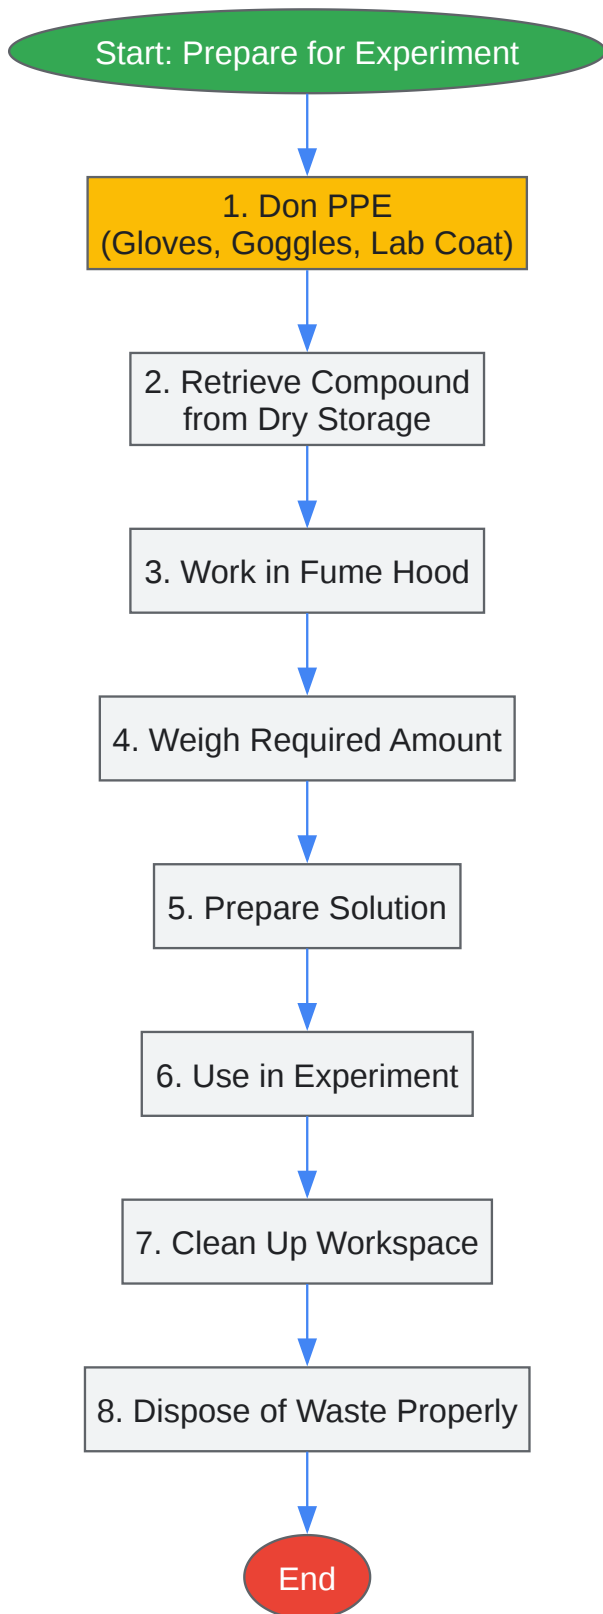 Start: Prepare for Experiment
1. Don PPE
(Gloves, Goggles, Lab Coat)
2. Retrieve Compound
from Dry Storage
3. Work in Fume Hood
4. Weigh Required Amount
5. Prepare Solution
6. Use in Experiment
7. Clean Up Workspace
8. Dispose of Waste Properly
End